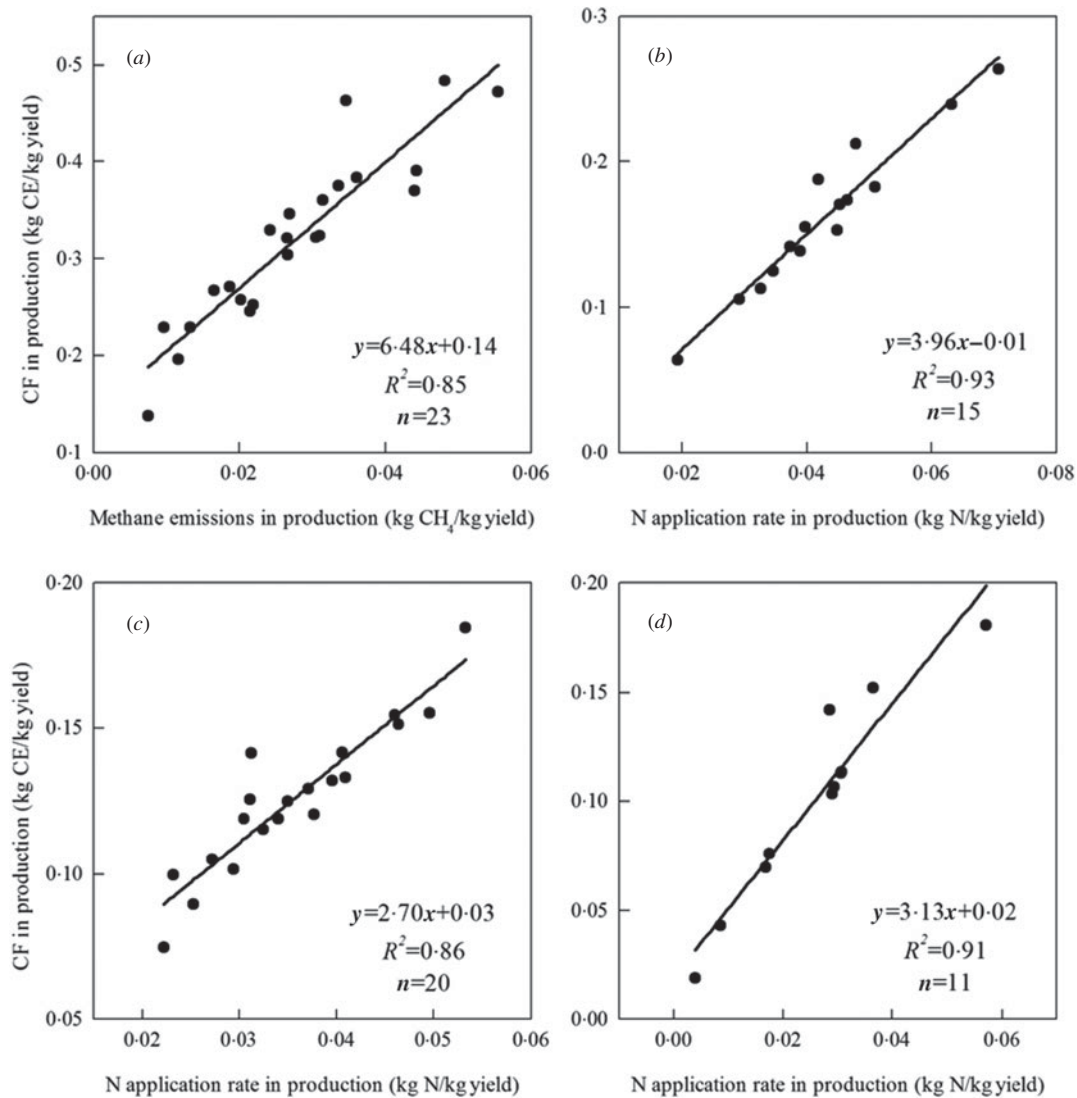 (a)
0·5
0·4
0·3
0·2
0·1
CF in production (kg CE/kg yield)
y=6·48x+0·14
R²=0·85
n=23
0·00 0·02 0·04 0·06
Methane emissions in production (kg CH₄/kg yield)
(b)
0·3
0·2
0·1
0·0
y=3·96x−0·01
R²=0·93
n=15
0·02 0·04 0·06 0·08
N application rate in production (kg N/kg yield)
(c)
0·20
0·15
0·10
0·05
CF in production (kg CE/kg yield)
y=2·70x+0·03
R²=0·86
n=20
0·02 0·03 0·04 0·05 0·06
N application rate in production (kg N/kg yield)
(d)
0·20
0·15
0·10
0·05
0·00
y=3·13x+0·02
R²=0·91
n=11
0·00 0·02 0·04 0·06
N application rate in production (kg N/kg yield)